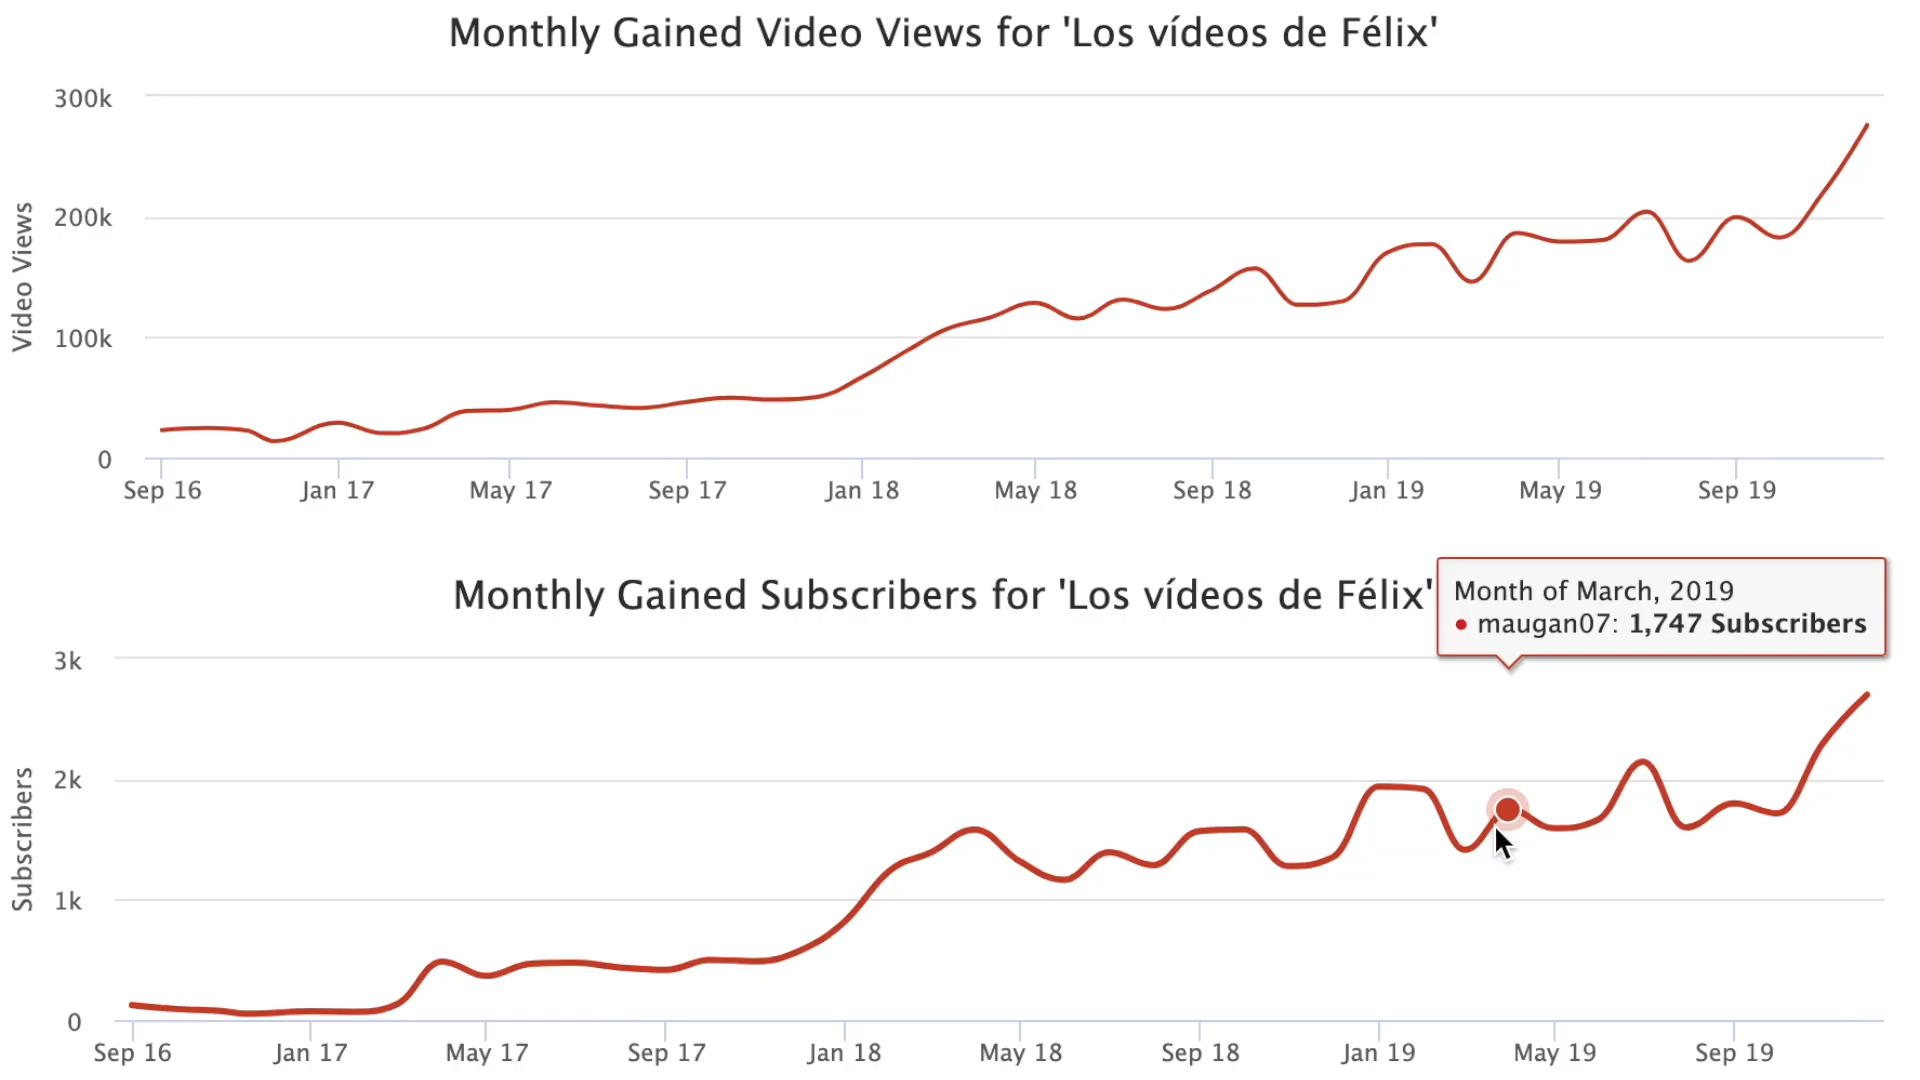 Monthly Gained Video Views for 'Los vídeos de Félix'
Video Views
300k
200k
100k
0
Sep 16 Jan 17 May 17 Sep 17 Jan 18 May 18 Sep 18 Jan 19 May 19 Sep 19
Monthly Gained Subscribers for 'Los vídeos de Félix'
Month of March, 2019
● maugan07: 1,747 Subscribers
Subscribers
3k
2k
1k
0
Sep 16 Jan 17 May 17 Sep 17 Jan 18 May 18 Sep 18 Jan 19 May 19 Sep 19